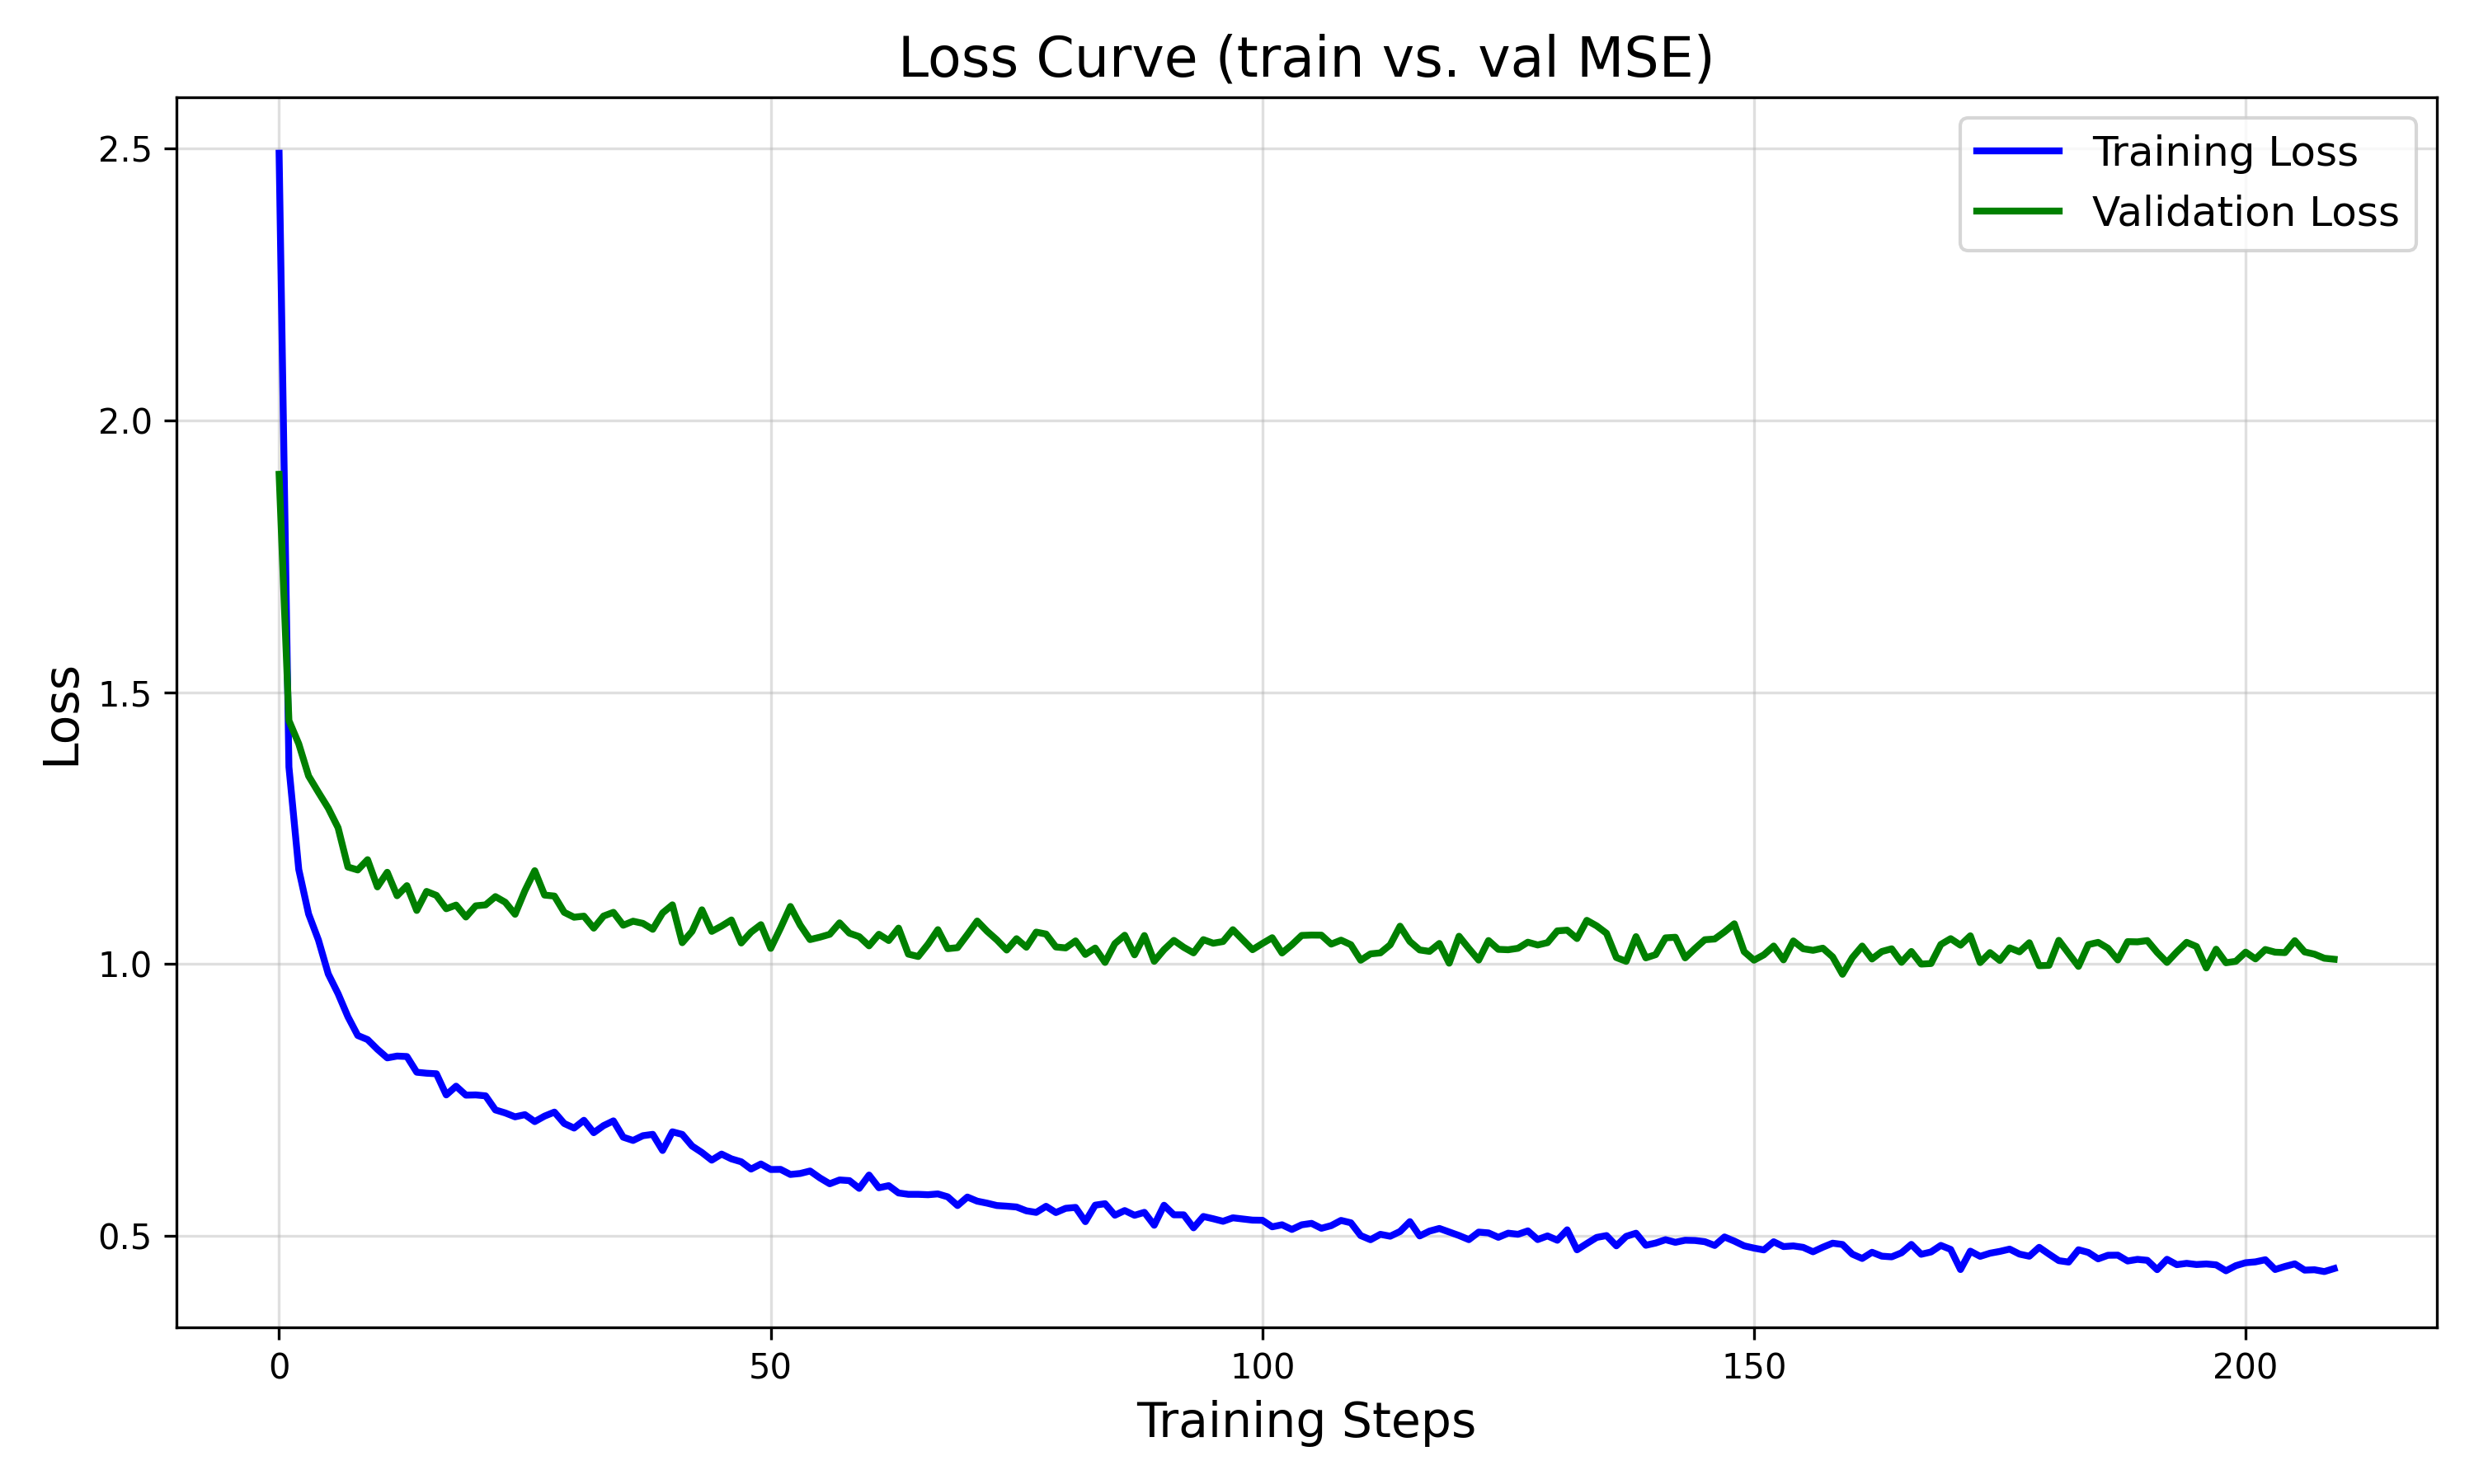 Loss Curve (train vs. val MSE)
Training Loss
Validation Loss
2.5
2.0
1.5
1.0
0.5
Loss
0 50 100 150 200
Training Steps